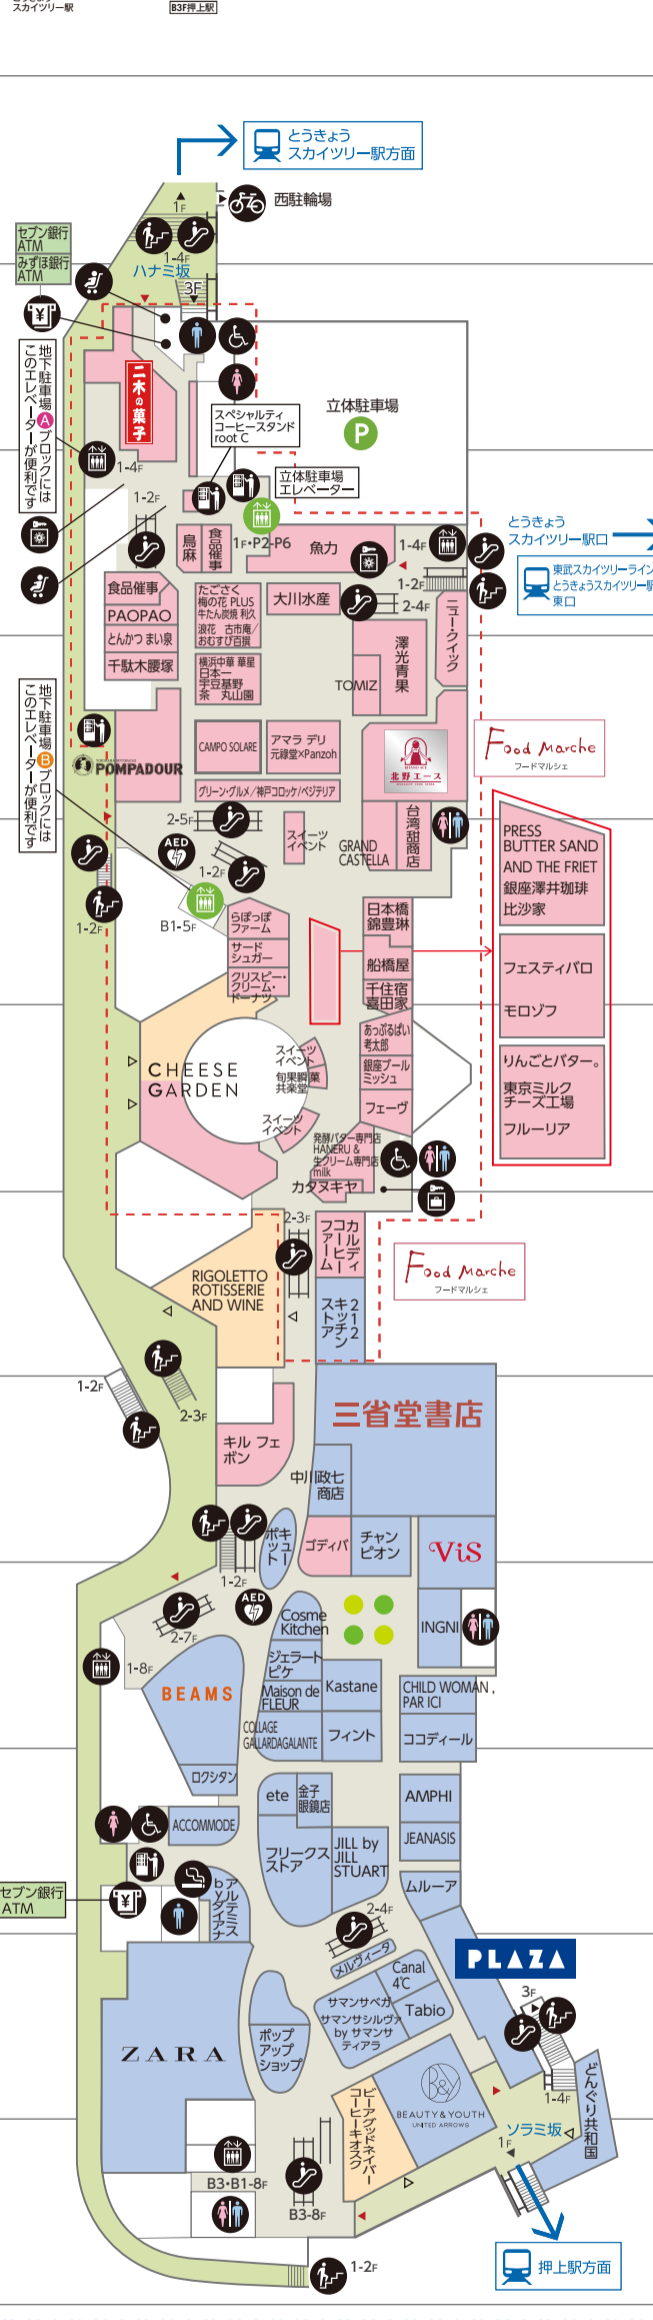 スカイツリー駅
B3F押上駅
とうきょう
スカイツリー駅方面
西駐輪場
1F
1-4F
ハナミ坂
3F
セブン銀行
ATM
みずほ銀行
ATM
地下駐車場Aブロックには
このエレベーターが便利です
二木の菓子
立体駐車場
P
スペシャルティ
コーヒースタンド
root C
立体駐車場
エレベーター
1-4F
1-2F
1F・P2-P6
鳥麻
食品催事
魚力
1-4F
1-2F
2-4F
とうきょう
スカイツリー駅口
東武スカイツリーライン
とうきょうスカイツリー駅
東口
食品催事
PAOPAO
とんかつ まい泉
千駄木腰塚
たごさく
梅の花 PLUS
牛たん炭焼 利久
浪花 古市庵/
おむすび百撰
大川水産
ニュー・クイック
澤光青果
TOMIZ
横浜中華 華星
日本一
宇豆基野
茶 丸山園
地下駐車場Bブロックには
このエレベーターが便利です
POMPADOUR
CAMPO SOLARE
アマラ デリ
元祿堂×Panzoh
北野エース
Food Marche
フードマルシェ
グリーン・グルメ/神戸コロッケ/ベジテリア
2-5F
AED
1-2F
スイーツ
イベント
GRAND
CASTELLA
台湾甜商店
PRESS
BUTTER SAND
AND THE FRIET
銀座澤井珈琲
比沙家
フェスティバロ
モロゾフ
りんごとバター。
東京ミルク
チーズ工場
フルーリア
1-2F
B1-5F
らぽっぽ
ファーム
サード
シュガー
クリスピー・
クリーム・
ドーナツ
日本橋
錦豊琳
船橋屋
千住宿
喜田家
あっぷるぱい
考太郎
銀座プール
ミッシュ
フェーヴ
CHEESE
GARDEN
スイーツ
イベント
旬果瞬菓
共楽堂
スイーツ
イベント
発酵バター専門店
HANERU &
生クリーム専門店
milk
カタヌキヤ
2-3F
カルディ
コーヒー
ファーム
Food Marche
フードマルシェ
RIGOLETTO
ROTISSERIE
AND WINE
212
キッチン
ストア
1-2F
2-3F
三省堂書店
キル フェ
ボン
中川政七
商店
ポキュート
ゴディバ
チャン
ピオン
ViS
1-2F
AED
2-7F
1-8F
Cosme
Kitchen
INGNI
BEAMS
ジェラート
ピケ
Maison de
FLEUR
Kastane
CHILD WOMAN ,
PAR ICI
COLLAGE
GALLARDAGALANTE
フィント
ココディール
ロクシタン
ete
金子
眼鏡店
AMPHI
ACCOMMODE
フリークス
ストア
JILL by
JILL
STUART
JEANASIS
ムルーア
セブン銀行
ATM
アルテミス
byダイアナ
2-4F
メルヴィータ
Canal
4℃
PLAZA
ZARA
サマンサベガ
サマンサシルヴァ
by サマンサ
ティアラ
Tabio
3F
ポップ
アップ
ショップ
B&Y
BEAUTY&YOUTH
UNITED ARROWS
ビーアグッドネイバー
コーヒーキオスク
1-4F
どんぐり共和国
ソラミ坂
1F
B3・B1-8F
B3-8F
押上駅方面
1-2F